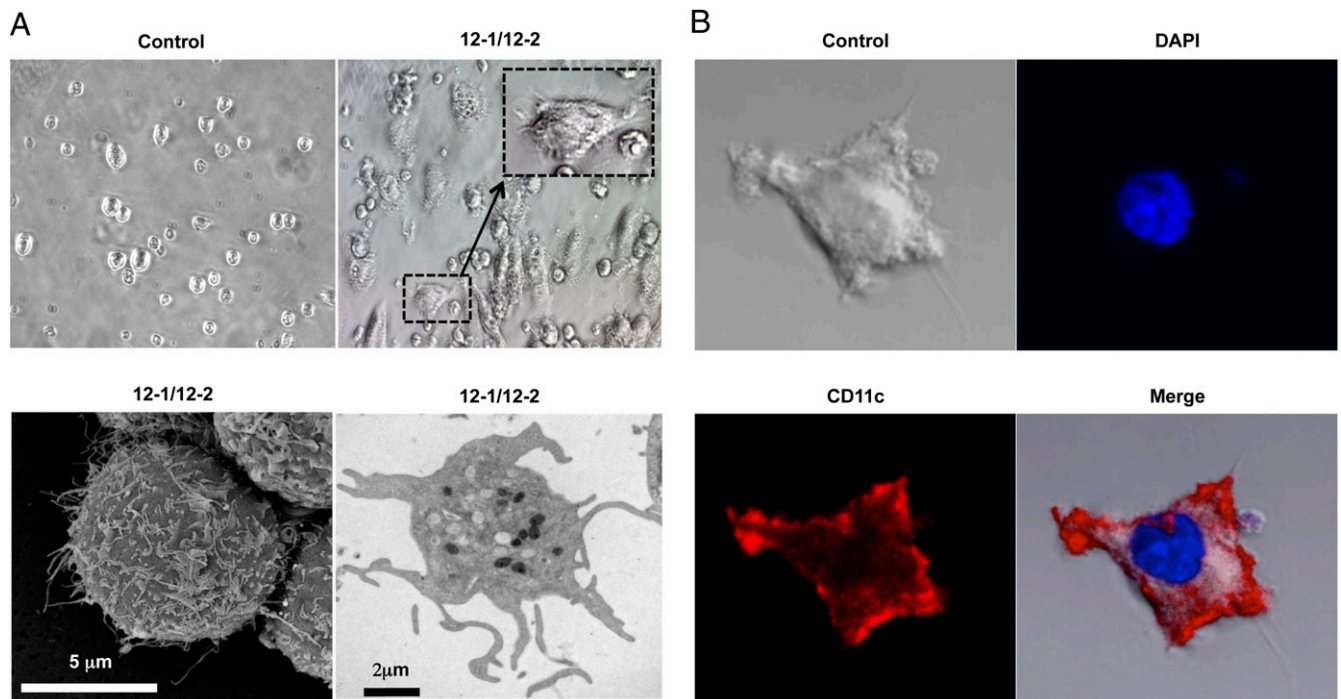 A
B
Control
12-1/12-2
Control
DAPI
12-1/12-2
12-1/12-2
CD11c
Merge
5 μm
2μm